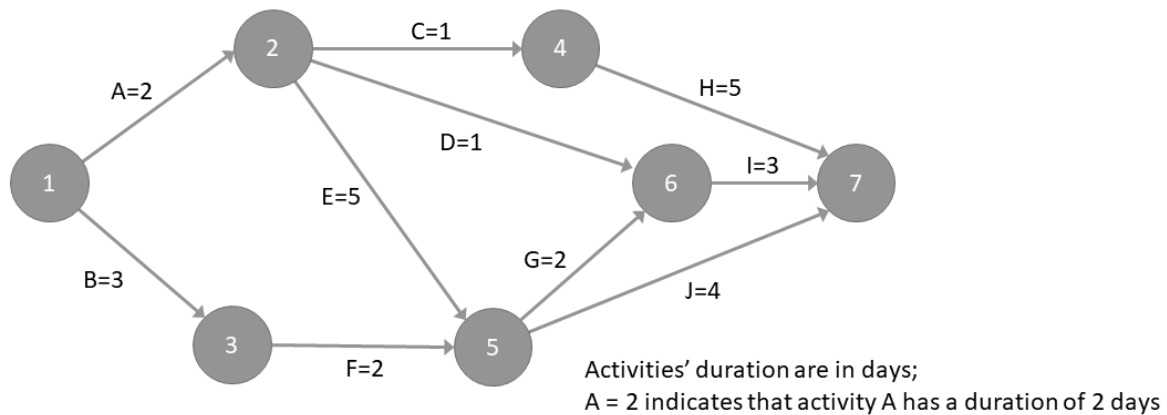 2
C=1
4
A=2
H=5
D=1
1
6
I=3
7
E=5
G=2
B=3
J=4
3
5
F=2
Activities’ duration are in days;
A = 2 indicates that activity A has a duration of 2 days